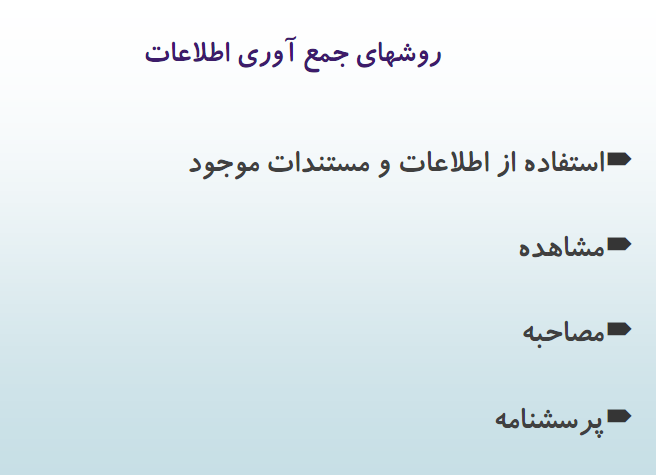 روشهای جمع آوری اطلاعات
استفاده از اطلاعات و مستندات موجود
مشاهده
مصاحبه
پرسشنامه